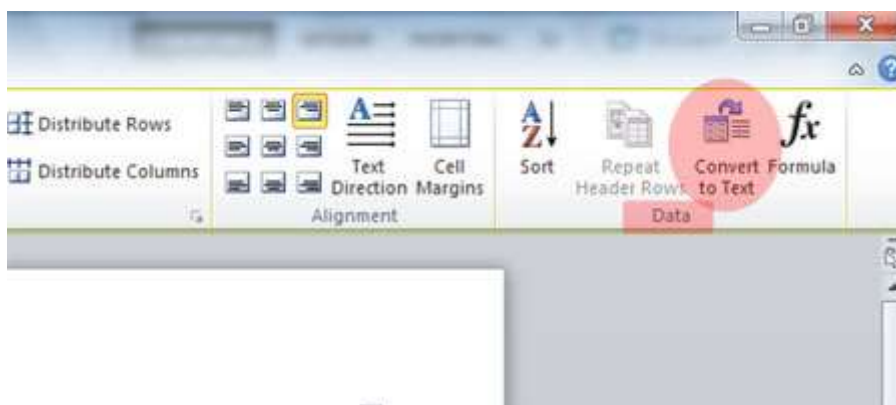 Distribute Rows
Distribute Columns
Text Direction
Cell Margins
Alignment
Sort
Repeat Header Rows
Convert to Text
Formula
Data